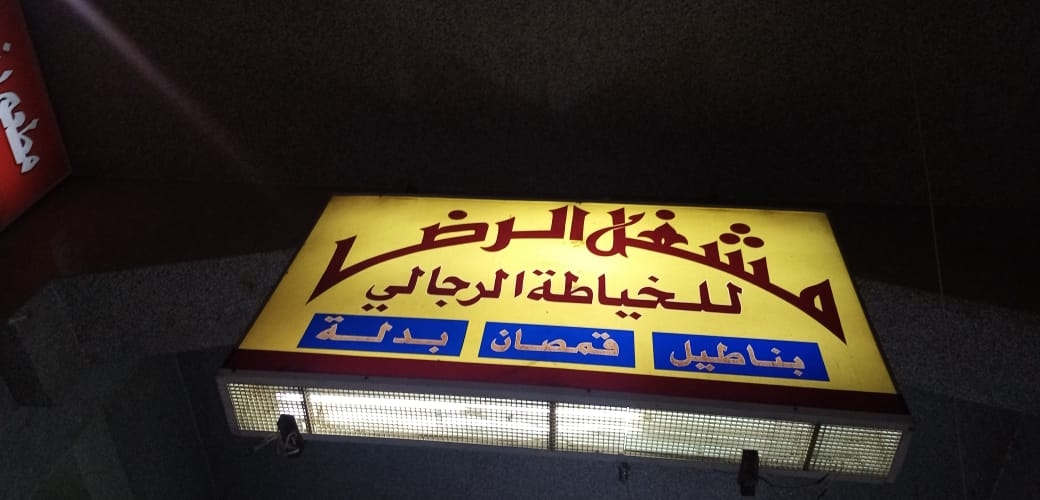 مشغل الرضا
للخياطة الرجالي
بناطيل قمصان بدلة